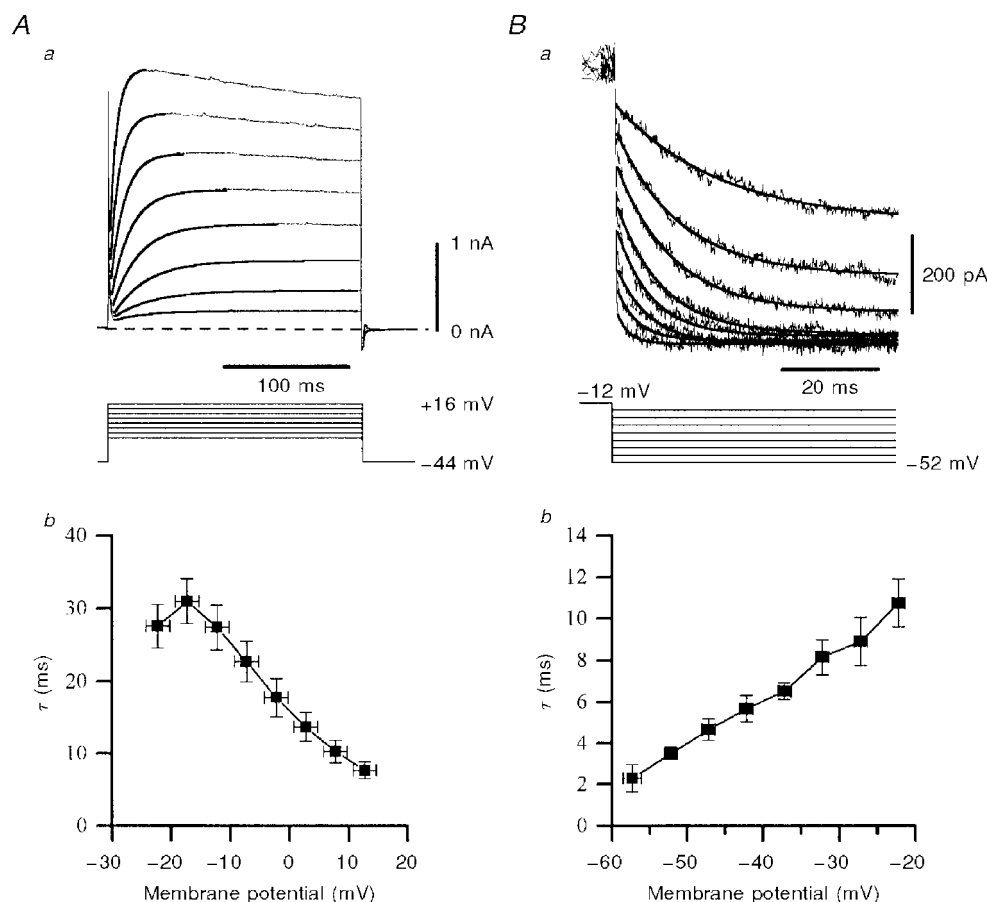 A
B
a
a
1 nA
0 nA
100 ms
+16 mV
−44 mV
200 pA
20 ms
−12 mV
−52 mV
b
40
30
20
10
0
τ (ms)
−30
−20
−10
0
10
20
Membrane potential (mV)
b
14
12
10
8
6
4
2
0
τ (ms)
−60
−50
−40
−30
−20
Membrane potential (mV)